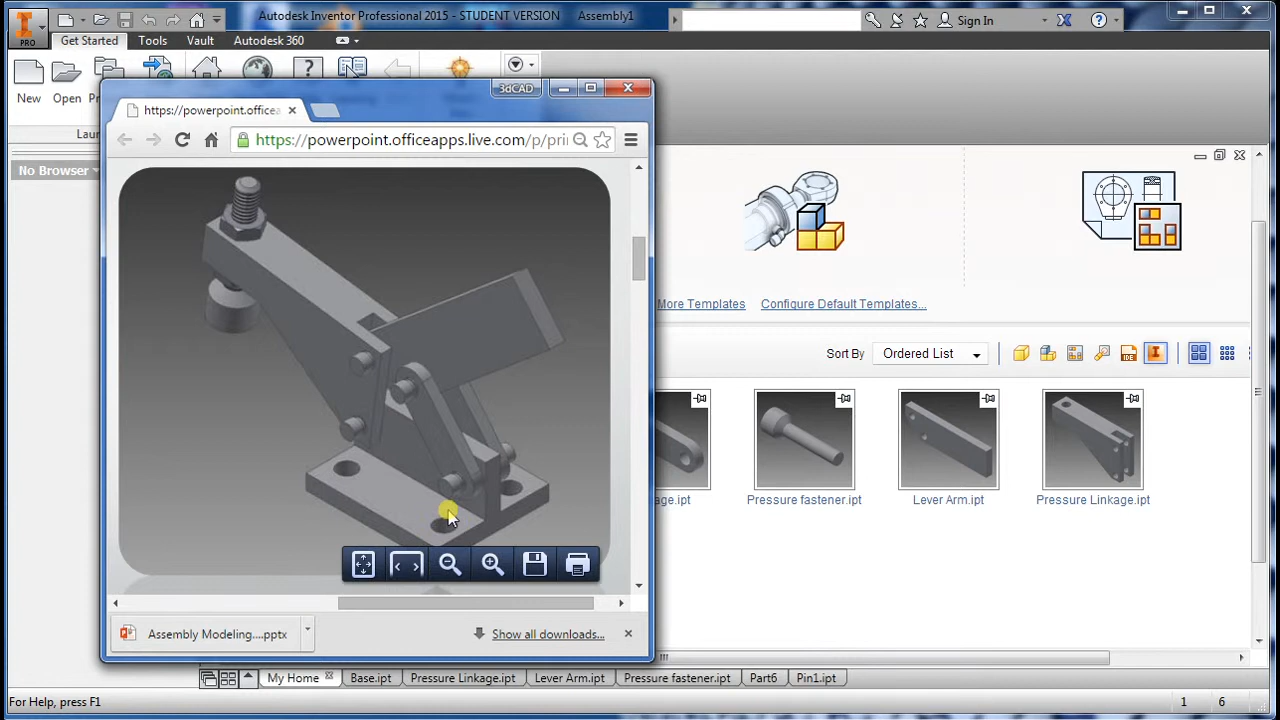 Autodesk Inventor Professional 2015 - STUDENT VERSION Assembly1
Sign In
PRO
Get Started Tools Vault Autodesk 360
New Open
3dCAD
https://powerpoint.officea
https://powerpoint.officeapps.live.com/p/pri
No Browser
More Templates Configure Default Templates...
Sort By Ordered List
Pressure fastener.ipt Lever Arm.ipt Pressure Linkage.ipt
Assembly Modeling....pptx Show all downloads...
My Home Base.ipt Pressure Linkage.ipt Lever Arm.ipt Pressure fastener.ipt Part6 Pin1.ipt
For Help, press F1 1 6